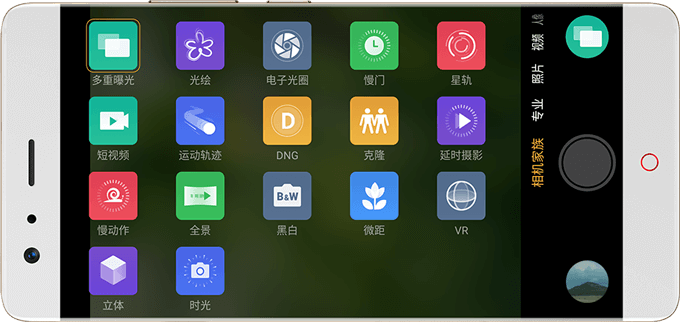 多重曝光
光绘
电子光圈
慢门
星轨
短视频
运动轨迹
D
DNG
克隆
延时摄影
慢动作
全景
B&W
黑白
微距
VR
立体
时光
人像
视频
照片
专业
相机家族